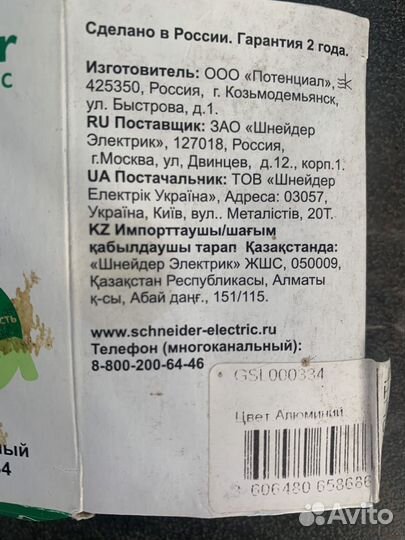 Сделано в России. Гарантия 2 года.
Изготовитель: ООО «Потенциал»,
425350, Россия, г. Козьмодемьянск,
ул. Быстрова, д.1.
RU Поставщик: ЗАО «Шнейдер
Электрик», 127018, Россия,
г.Москва, ул, Двинцев, д.12., корп.1.
UA Постачальник: ТОВ «Шнейдер
Електрік Україна», Адреса: 03057,
Україна, Київ, вул.. Металістів, 20Т.
KZ Импорттаушы/шағым
қабылдаушы тарап Қазақстанда:
«Шнейдер Электрик» ЖШС, 050009,
Қазақстан Республикасы, Алматы
қ-сы, Абай даңғ., 151/115.
www.schneider-electric.ru
Телефон (многоканальный):
8-800-200-64-46
GSL000334
Цвет Алюминий
606480 658686
Avito